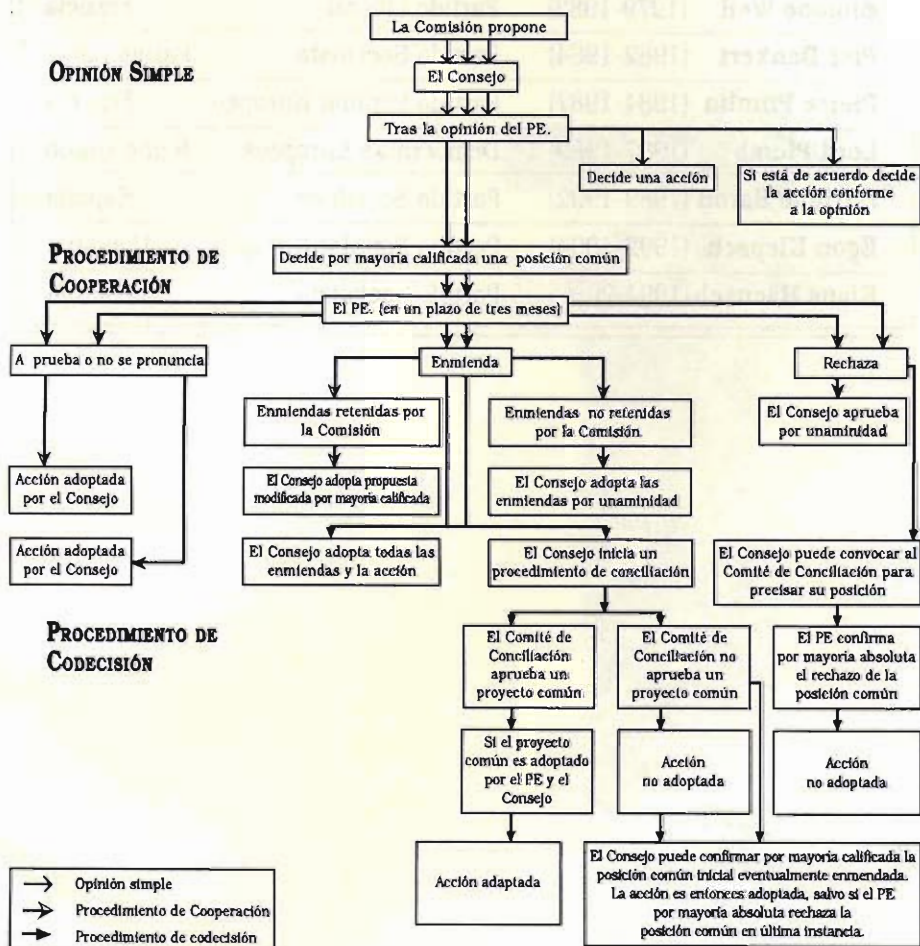 La Comisión propone
OPINIÓN SIMPLE
El Consejo
Tras la opinión del PE.
Decide una acción
Si está de acuerdo decide
la acción conforme
a la opinión
PROCEDIMIENTO DE
COOPERACIÓN
Decide por mayoría calificada una posición común
El PE. (en un plazo de tres meses)
A prueba o no se pronuncia
Enmienda
Rechaza
Enmiendas retenidas por
la Comisión
Enmiendas no retenidas
por la Comisión
El Consejo aprueba
por unaminidad
Acción adoptada
por el Consejo
El Consejo adopta propuesta
modificada por mayoría calificada
El Consejo adopta las
enmiendas por unaminidad
Acción adoptada
por el Consejo
El Consejo adopta todas las
enmiendas y la acción
El Consejo inicia un
procedimiento de conciliación
El Consejo puede convocar al
Comité de Conciliación para
precisar su posición
PROCEDIMIENTO DE
CODECISIÓN
El Comité de
Conciliación
aprueba un
proyecto común
El Comité de
Conciliación no
aprueba un
proyecto común
El PE confirma
por mayoría absoluta
el rechazo de la
posición común
Si el proyecto
común es adoptado
por el PE y el
Consejo
Acción
no adoptada
Acción
no adoptada
Acción adaptada
El Consejo puede confirmar por mayoría calificada la
posición común inicial eventualmente enmendada.
La acción es entonces adoptada, salvo si el PE
por mayoría absoluta rechaza la
posición común en última instancia.
Opinión simple
Procedimiento de Cooperación
Procedimiento de codecisión